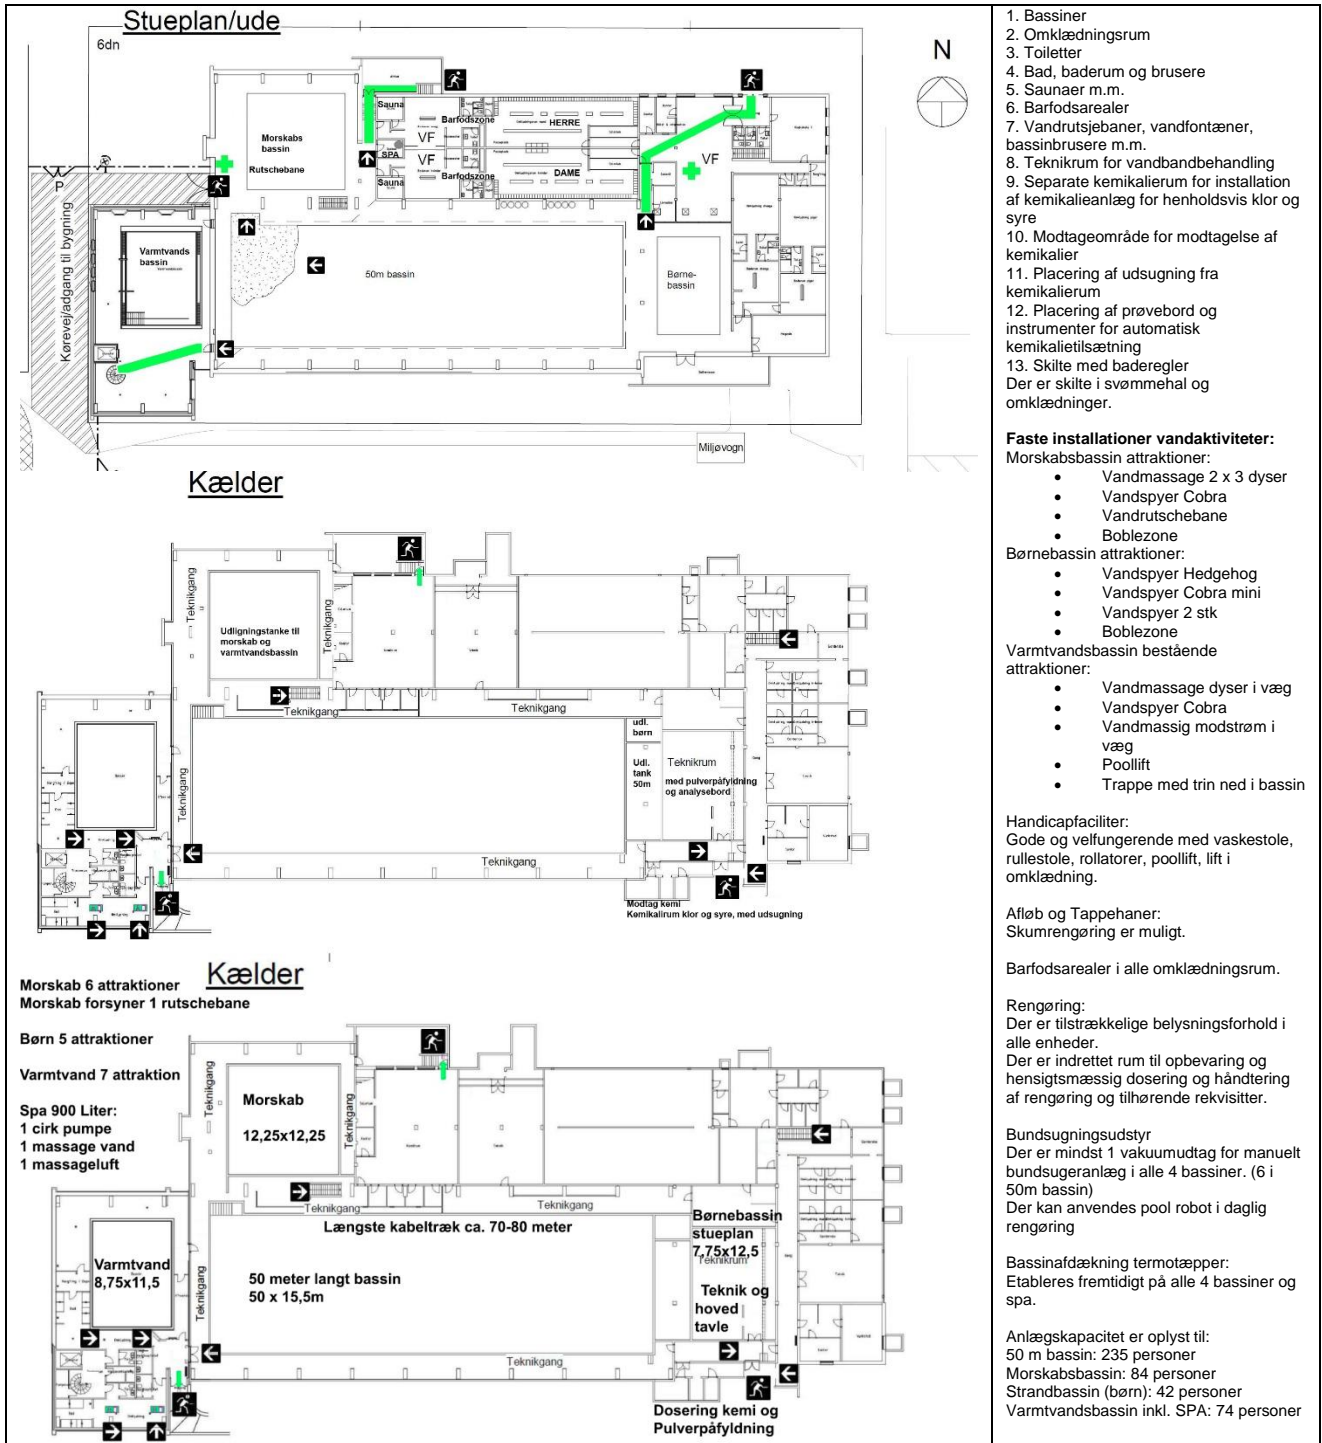 Stueplan/ude
6dn
N
Sauna
Morskabs
bassin
Rutschebane
SPA
Sauna
VF
VF
Barfodszone
Barfodszone
HERRE
DAME
VF
P
Kørevej/adgang til bygning
Varmtvands
bassin
50m bassin
Børne-
bassin
Miljøvogn
Kælder
Teknikgang
Udligningstanke til
morskab og
varmtvandsbassin
Teknikgang
Teknikgang
Teknikgang
udl.
børn
Udl.
tank
50m
Teknikrum
med pulverpåfyldning
og analysebord
Teknikgang
Teknikgang
Modtag kemi
Kemikalirum klor og syre, med udsugning
Kælder
Morskab 6 attraktioner
Morskab forsyner 1 rutschebane
Børn 5 attraktioner
Varmtvand 7 attraktion
Spa 900 Liter:
1 cirk pumpe
1 massage vand
1 massageluft
Teknikgang
Morskab
12,25x12,25
Teknikgang
Teknikgang
Teknikgang
Længste kabeltræk ca. 70-80 meter
Børnebassin
stueplan
7,75x12,5
Teknikrum
Varmtvand
8,75x11,5
Teknikgang
50 meter langt bassin
50 x 15,5m
Teknik og
hoved
tavle
Teknikgang
Dosering kemi og
Pulverpåfyldning
1. Bassiner
2. Omklædningsrum
3. Toiletter
4. Bad, baderum og brusere
5. Saunaer m.m.
6. Barfodsarealer
7. Vandrutsjebaner, vandfontæner,
bassinbrusere m.m.
8. Teknikrum for vandbandbehandling
9. Separate kemikalierum for installation
af kemikalieanlæg for henholdsvis klor og
syre
10. Modtageområde for modtagelse af
kemikalier
11. Placering af udsugning fra
kemikalierum
12. Placering af prøvebord og
instrumenter for automatisk
kemikalietilsætning
13. Skilte med baderegler
Der er skilte i svømmehal og
omklædninger.
Faste installationer vandaktiviteter:
Morskabsbassin attraktioner:
• Vandmassage 2 x 3 dyser
• Vandspyer Cobra
• Vandrutschebane
• Boblezone
Børnebassin attraktioner:
• Vandspyer Hedgehog
• Vandspyer Cobra mini
• Vandspyer 2 stk
• Boblezone
Varmtvandsbassin bestående
attraktioner:
• Vandmassage dyser i væg
• Vandspyer Cobra
• Vandmassig modstrøm i
væg
• Poollift
• Trappe med trin ned i bassin
Handicapfaciliter:
Gode og velfungerende med vaskestole,
rullestole, rollatorer, poollift, lift i
omklædning.
Afløb og Tappehaner:
Skumrengøring er muligt.
Barfodsarealer i alle omklædningsrum.
Rengøring:
Der er tilstrækkelige belysningsforhold i
alle enheder.
Der er indrettet rum til opbevaring og
hensigtsmæssig dosering og håndtering
af rengøring og tilhørende rekvisitter.
Bundsugningsudstyr
Der er mindst 1 vakuumudtag for manuelt
bundsugeranlæg i alle 4 bassiner. (6 i
50m bassin)
Der kan anvendes pool robot i daglig
rengøring
Bassinafdækning termotæpper:
Etableres fremtidigt på alle 4 bassiner og
spa.
Anlægskapacitet er oplyst til:
50 m bassin: 235 personer
Morskabsbassin: 84 personer
Strandbassin (børn): 42 personer
Varmtvandsbassin inkl. SPA: 74 personer